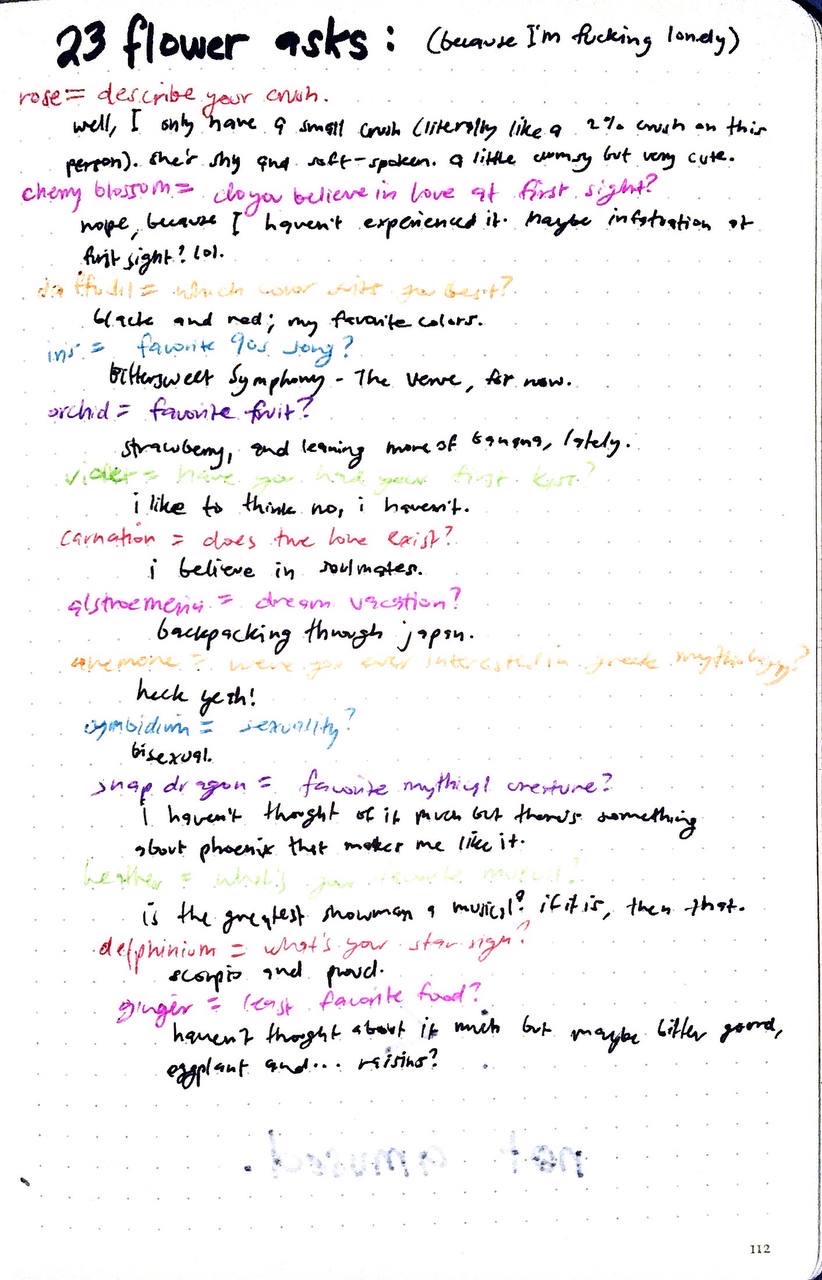 23 flower asks: (because I'm fucking lonely)
rose = describe your crush.
well, I only have a small crush (literally like a 2% crush on this
person). she's shy and soft-spoken. a little clumsy but very cute.
cherry blossom = do you believe in love at first sight?
nope, because I haven't experienced it. maybe infatuation at
first sight? lol.
daffodil = which color suits you best?
black and red; my favorite colors.
iris = favorite 90s song?
Bittersweet Symphony - The Verve, for now.
orchid = favorite fruit?
strawberry, and leaning more of banana, lately.
violet = have you had your first kiss?
i like to think no, i haven't.
carnation = does true love exist?
i believe in soulmates.
alstroemeria = dream vacation?
backpacking through japan.
anemone = were you ever interested in greek mythology?
heck yeah!
cymbidium = sexuality?
bisexual.
snap dragon = favorite mythical creature?
i haven't thought of it much but there's something
about phoenix that makes me like it.
heather = what's your favorite musical?
is the greatest showman a musical? if it is, then that.
delphinium = what's your star sign?
scorpio and proud.
ginger = least favorite food?
haven't thought about it much but maybe bitter gourd,
eggplant and... raisins?
not amused.
112